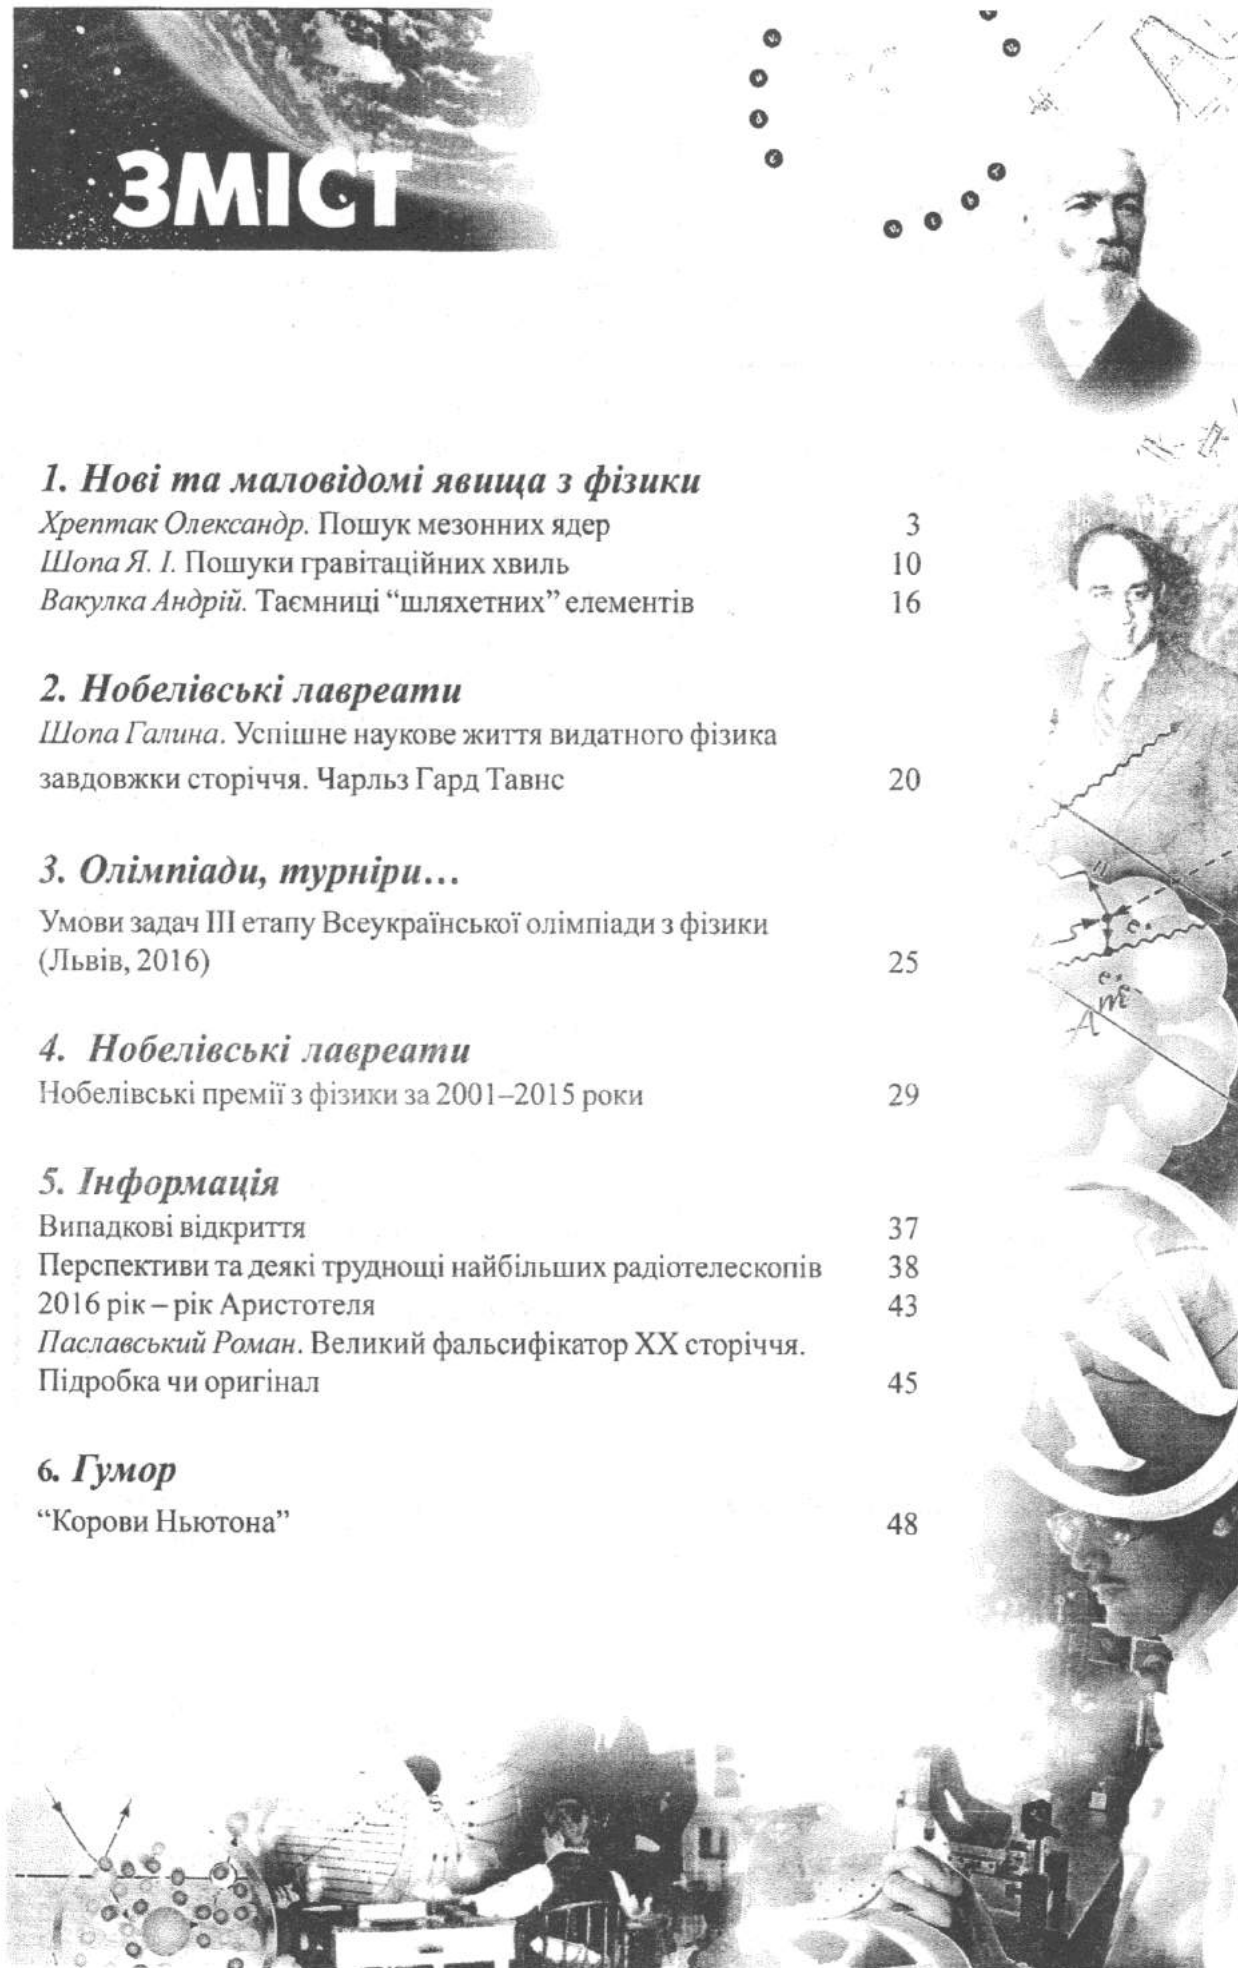 ЗМІСТ
1. Нові та маловідомі явища з фізики
Хрептак Олександр. Пошук мезонних ядер 3
Шопа Я. І. Пошуки гравітаційних хвиль 10
Вакулка Андрій. Таємниці “шляхетних” елементів 16
2. Нобелівські лавреати
Шопа Галина. Успішне наукове життя видатного фізика
завдовжки сторіччя. Чарльз Гард Тавнс 20
3. Олімпіади, турніри...
Умови задач III етапу Всеукраїнської олімпіади з фізики
(Львів, 2016) 25
4. Нобелівські лавреати
Нобелівські премії з фізики за 2001–2015 роки 29
5. Інформація
Випадкові відкриття 37
Перспективи та деякі труднощі найбільших радіотелескопів 38
2016 рік – рік Аристотеля 43
Паславський Роман. Великий фальсифікатор XX сторіччя.
Підробка чи оригінал 45
6. Гумор
“Корови Ньютона” 48